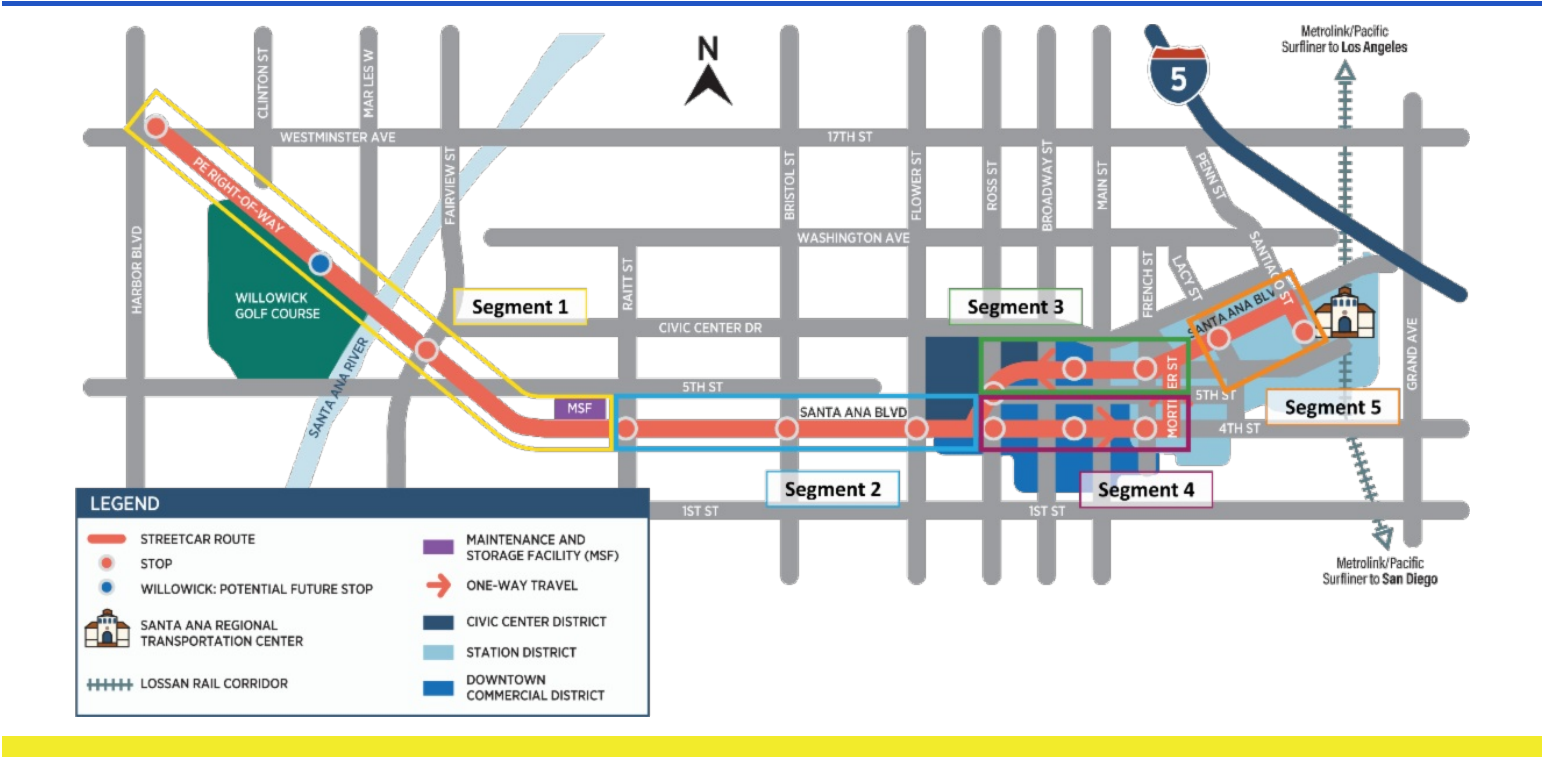 Metrolink/Pacific
Surfliner to Los Angeles
N
5
CLINTON ST
WESTMINSTER AVE
17TH ST
PE RIGHT-OF-WAY
FAIRVIEW ST
BRISTOL ST
FLOWER ST
ROSS ST
BROADWAY ST
MAIN ST
PENN ST
HARBOR BLVD
WASHINGTON AVE
RAITT ST
FRENCH ST
LACY ST
SANTIAGO ST
WILLOWICK
GOLF COURSE
Segment 1
Segment 3
SANTA ANA BLV
CIVIC CENTER DR
SANTA ANA RIVER
GRAND AVE
5TH ST
MSF
SANTA ANA BLVD
5TH ST
Segment 5
4TH ST
Segment 2
Segment 4
1ST ST
1ST ST
Metrolink/Pacific
Surfliner to San Diego
LEGEND
STREETCAR ROUTE
STOP
WILLOWICK: POTENTIAL FUTURE STOP
SANTA ANA REGIONAL
TRANSPORTATION CENTER
LOSSAN RAIL CORRIDOR
MAINTENANCE AND
STORAGE FACILITY (MSF)
ONE-WAY TRAVEL
CIVIC CENTER DISTRICT
STATION DISTRICT
DOWNTOWN
COMMERCIAL DISTRICT